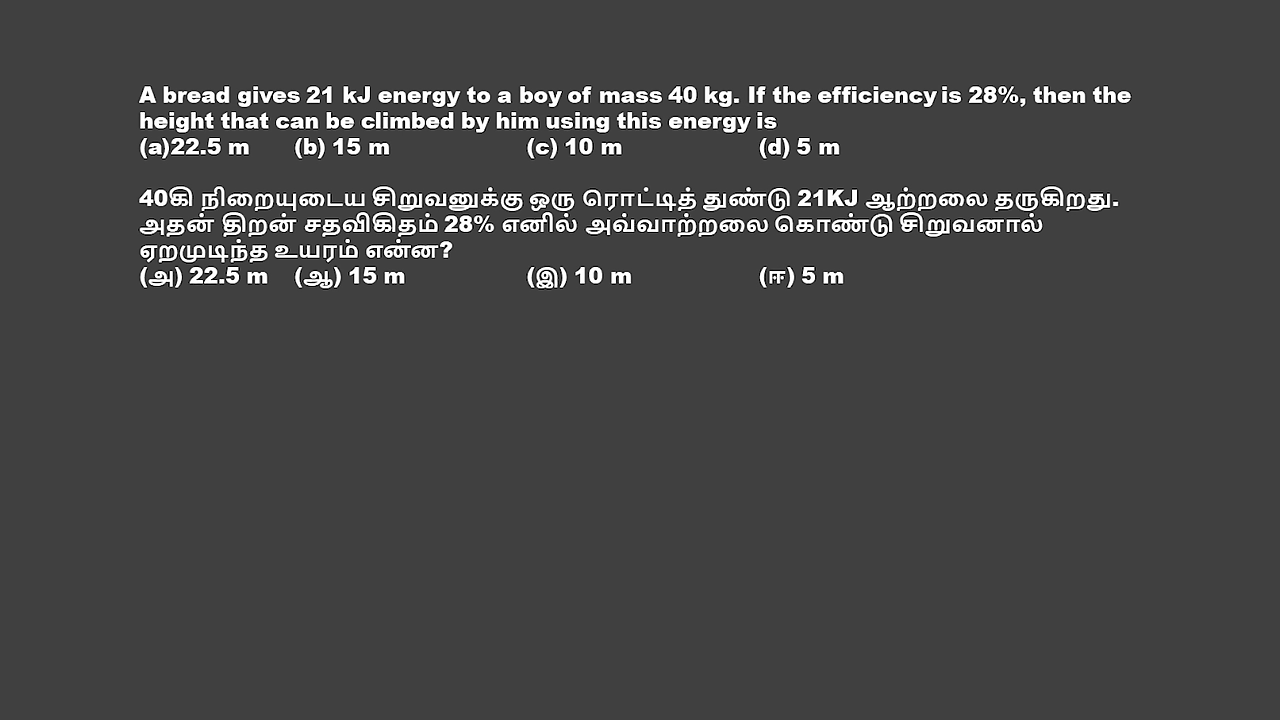 A bread gives 21 kJ energy to a boy of mass 40 kg. If the efficiency is 28%, then the
height that can be climbed by him using this energy is
(a)22.5 m (b) 15 m (c) 10 m (d) 5 m
40கி நிறையுடைய சிறுவனுக்கு ஒரு ரொட்டித் துண்டு 21KJ ஆற்றலை தருகிறது.
அதன் திறன் சதவிகிதம் 28% எனில் அவ்வாற்றலை கொண்டு சிறுவனால்
ஏறமுடிந்த உயரம் என்ன?
(அ) 22.5 m (ஆ) 15 m (இ) 10 m (ஈ) 5 m